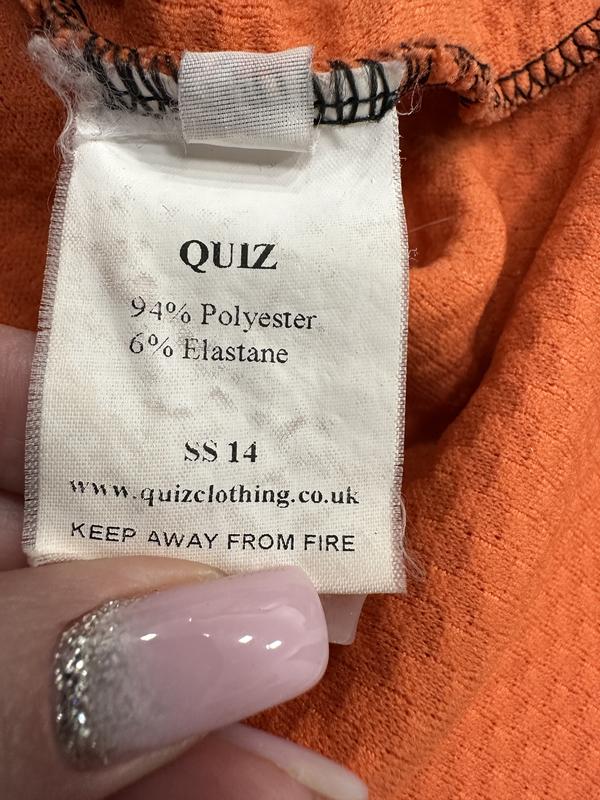 QUIZ
94% Polyester
6% Elastane
SS 14
www.quizclothing.co.uk
KEEP AWAY FROM FIRE